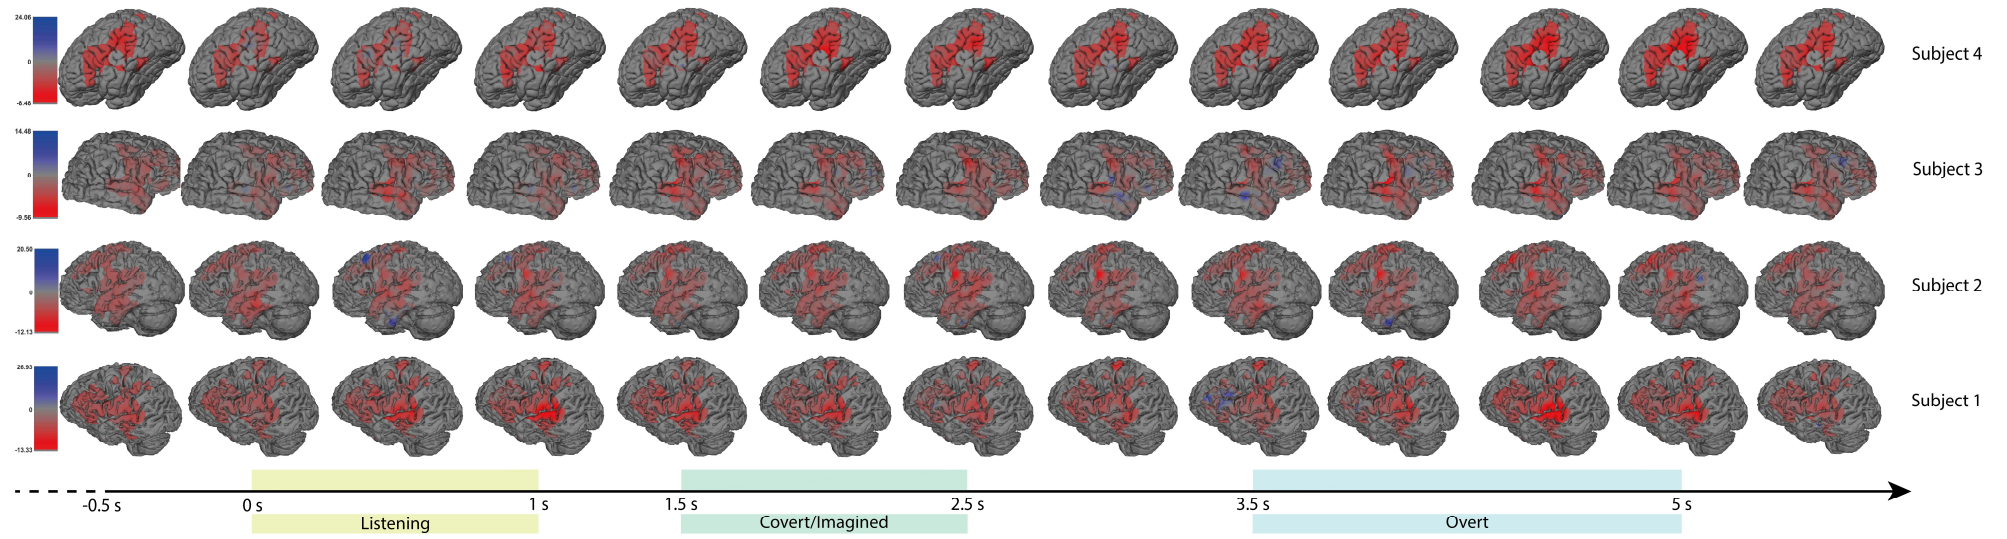 24.06
0
-6.46
Subject 4
14.48
0
-9.56
Subject 3
20.50
0
-12.13
Subject 2
26.93
0
-13.33
Subject 1
-0.5 s
0 s
1 s
1.5 s
2.5 s
3.5 s
5 s
Listening
Covert/Imagined
Overt